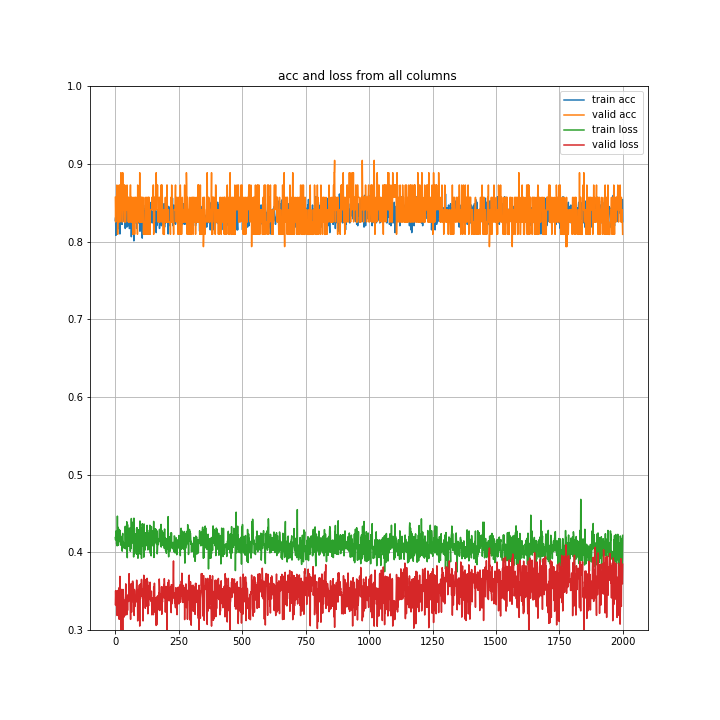 acc and loss from all columns
1.0
0.9
0.8
0.7
0.6
0.5
0.4
0.3
train acc
valid acc
train loss
valid loss
0 250 500 750 1000 1250 1500 1750 2000